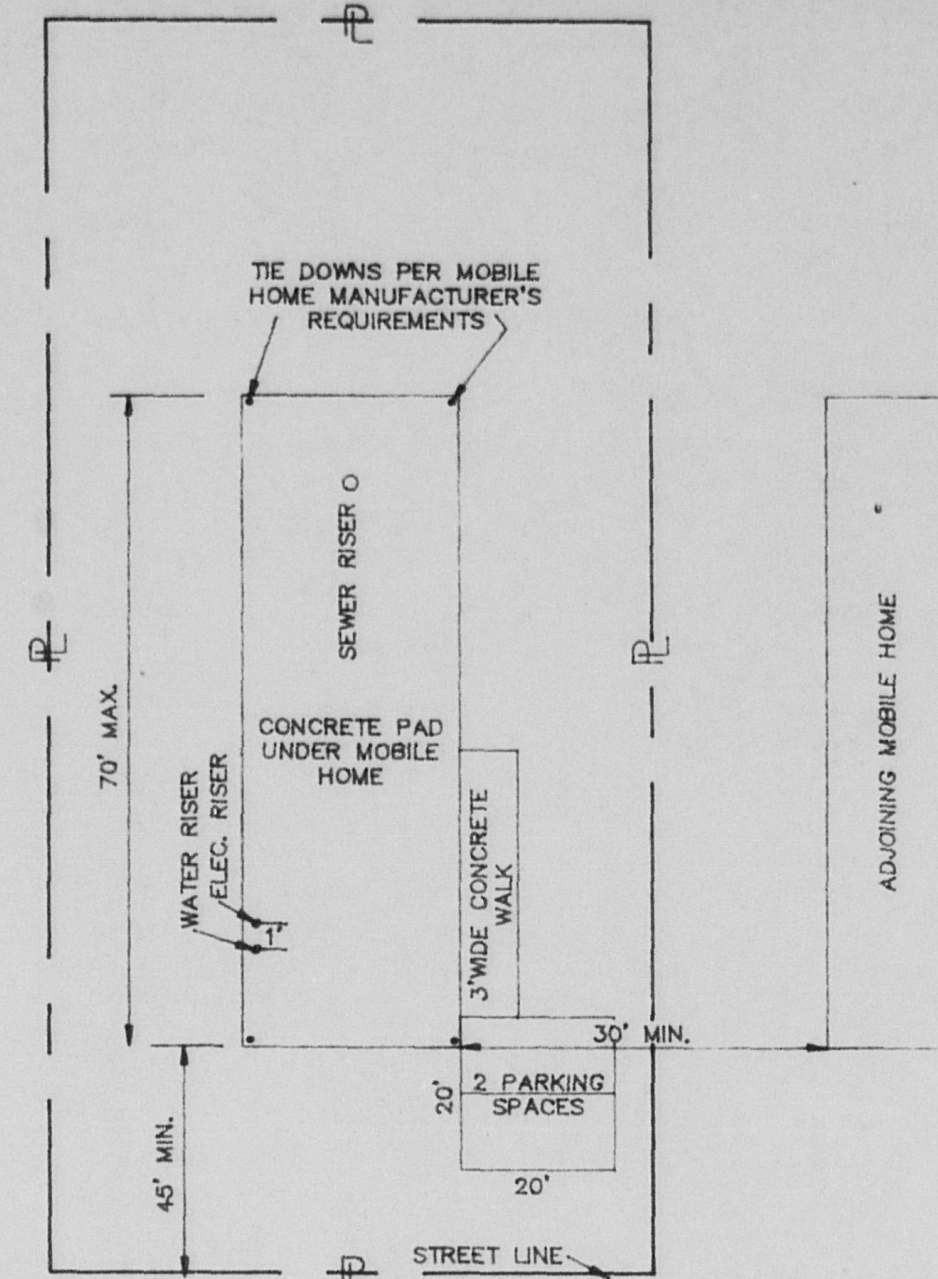 PL
TIE DOWNS PER MOBILE
HOME MANUFACTURER'S
REQUIREMENTS
SEWER RISER
PL
PL
70' MAX.
CONCRETE PAD
UNDER MOBILE
HOME
WATER RISER
ELEC. RISER
1'
3'WIDE CONCRETE
WALK
ADJOINING MOBILE HOME
30' MIN.
2 PARKING
SPACES
20'
20'
45' MIN.
STREET LINE
PL